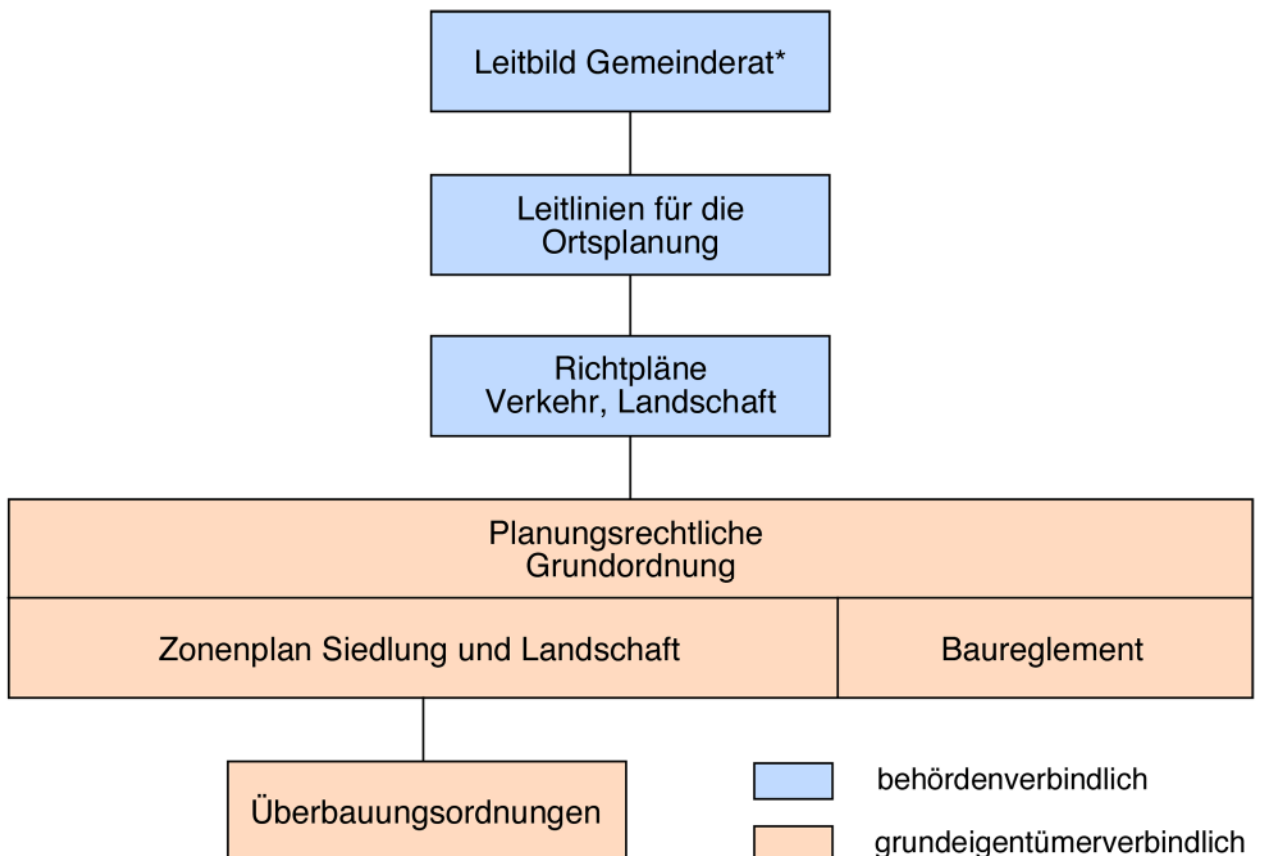 Leitbild Gemeinderat*
Leitlinien für die
Ortsplanung
Richtpläne
Verkehr, Landschaft
Planungsrechtliche
Grundordnung
Zonenplan Siedlung und Landschaft
Baureglement
Überbauungsordnungen
behördenverbindlich
grundeigentümerverbindlich